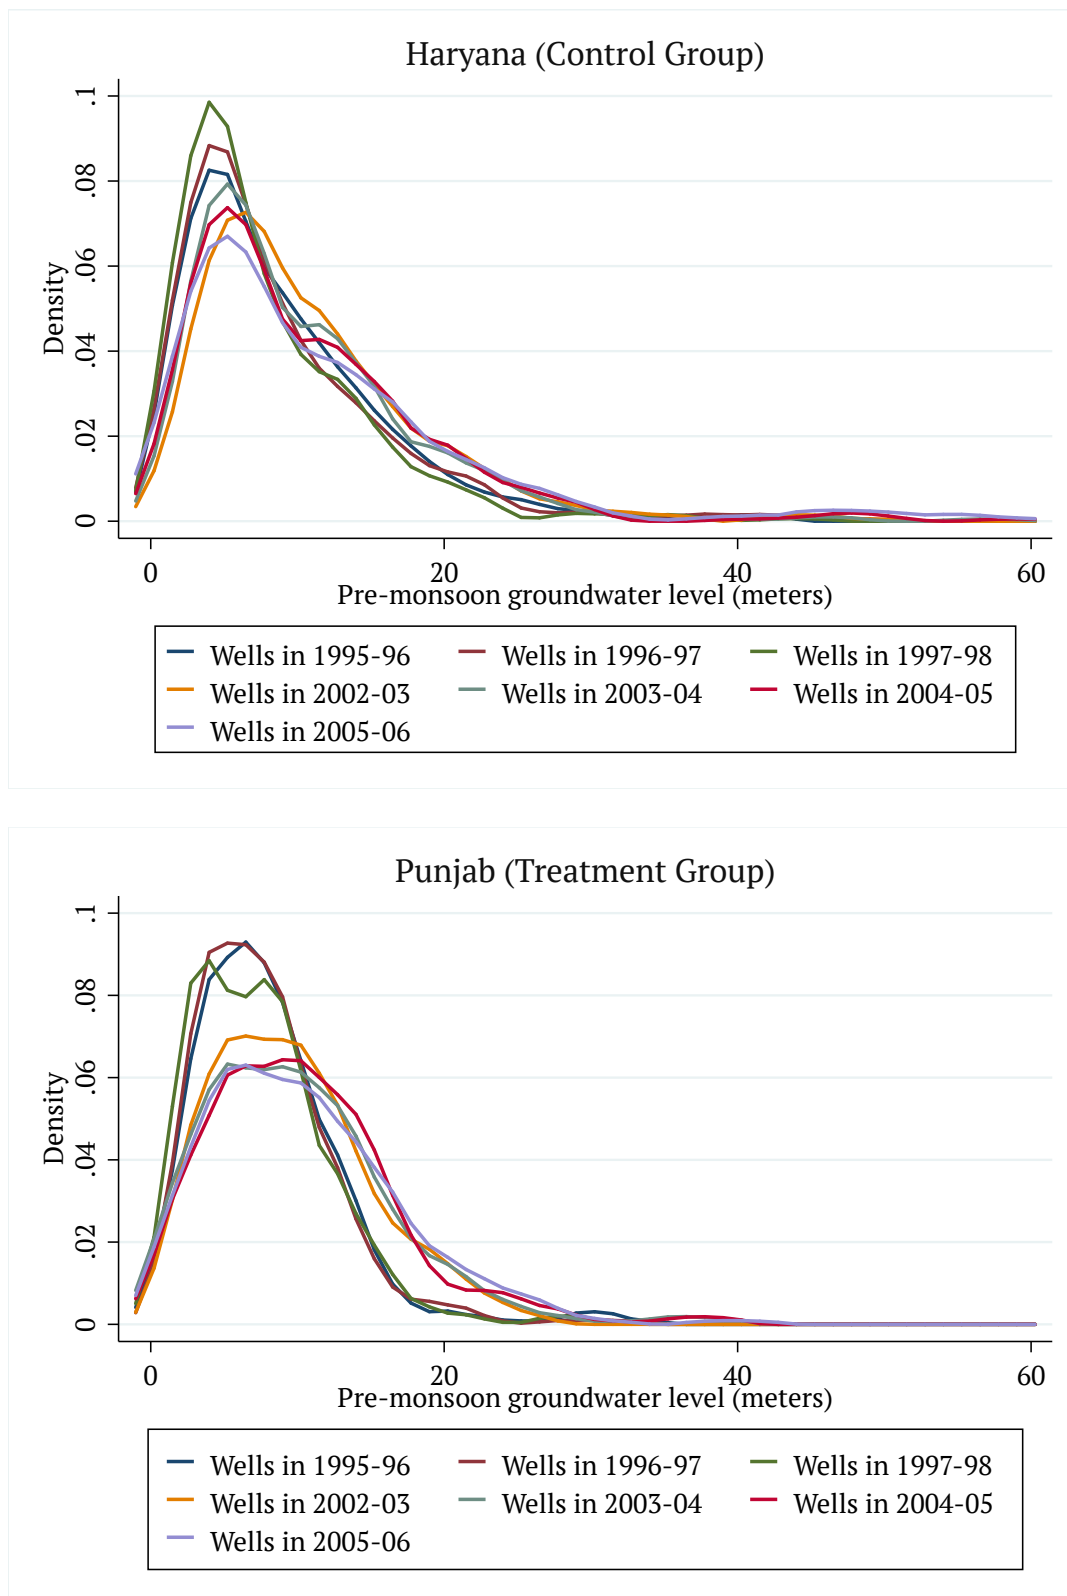 Haryana (Control Group)
Density
.1
.08
.06
.04
.02
0
0 20 40 60
Pre-monsoon groundwater level (meters)
Wells in 1995-96 Wells in 1996-97 Wells in 1997-98
Wells in 2002-03 Wells in 2003-04 Wells in 2004-05
Wells in 2005-06
Punjab (Treatment Group)
Density
.1
.08
.06
.04
.02
0
0 20 40 60
Pre-monsoon groundwater level (meters)
Wells in 1995-96 Wells in 1996-97 Wells in 1997-98
Wells in 2002-03 Wells in 2003-04 Wells in 2004-05
Wells in 2005-06